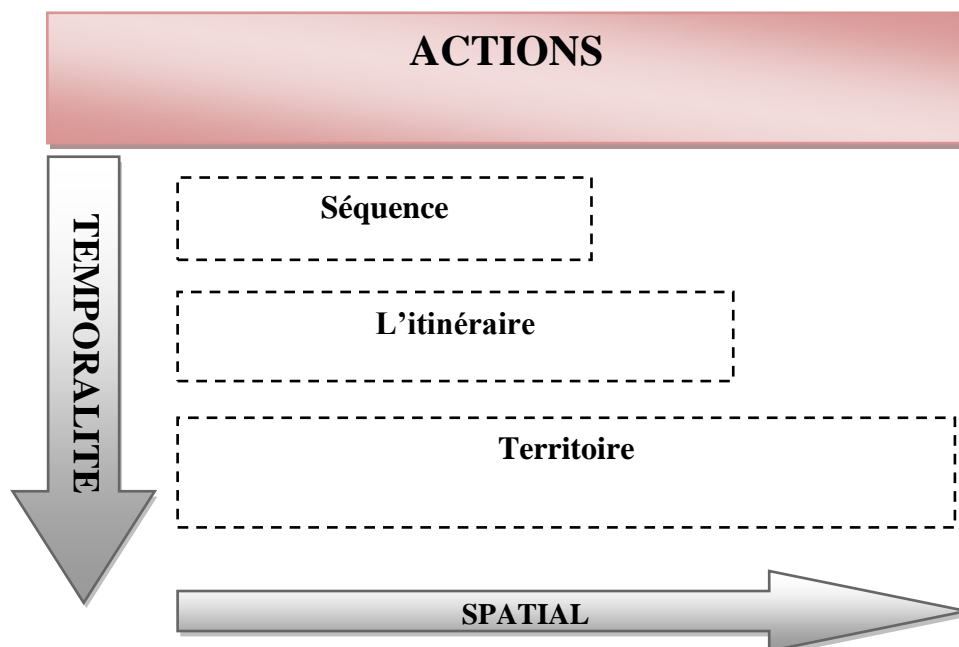 ACTIONS
TEMPORALITE
Séquence
L’itinéraire
Territoire
SPATIAL